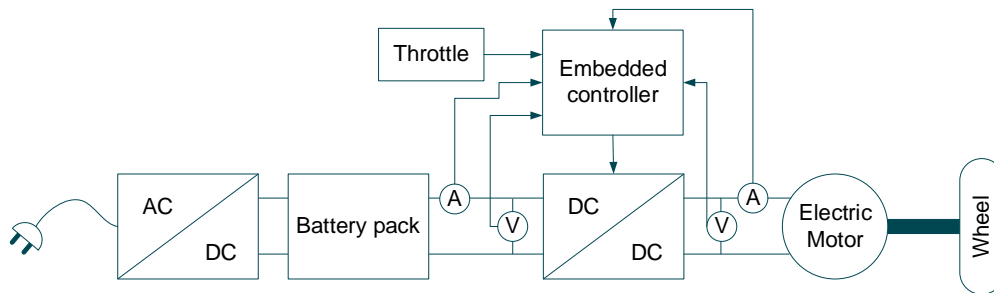 Throttle
Embedded
controller
AC
DC
Battery pack
A
V
DC
DC
V
A
Electric
Motor
Wheel